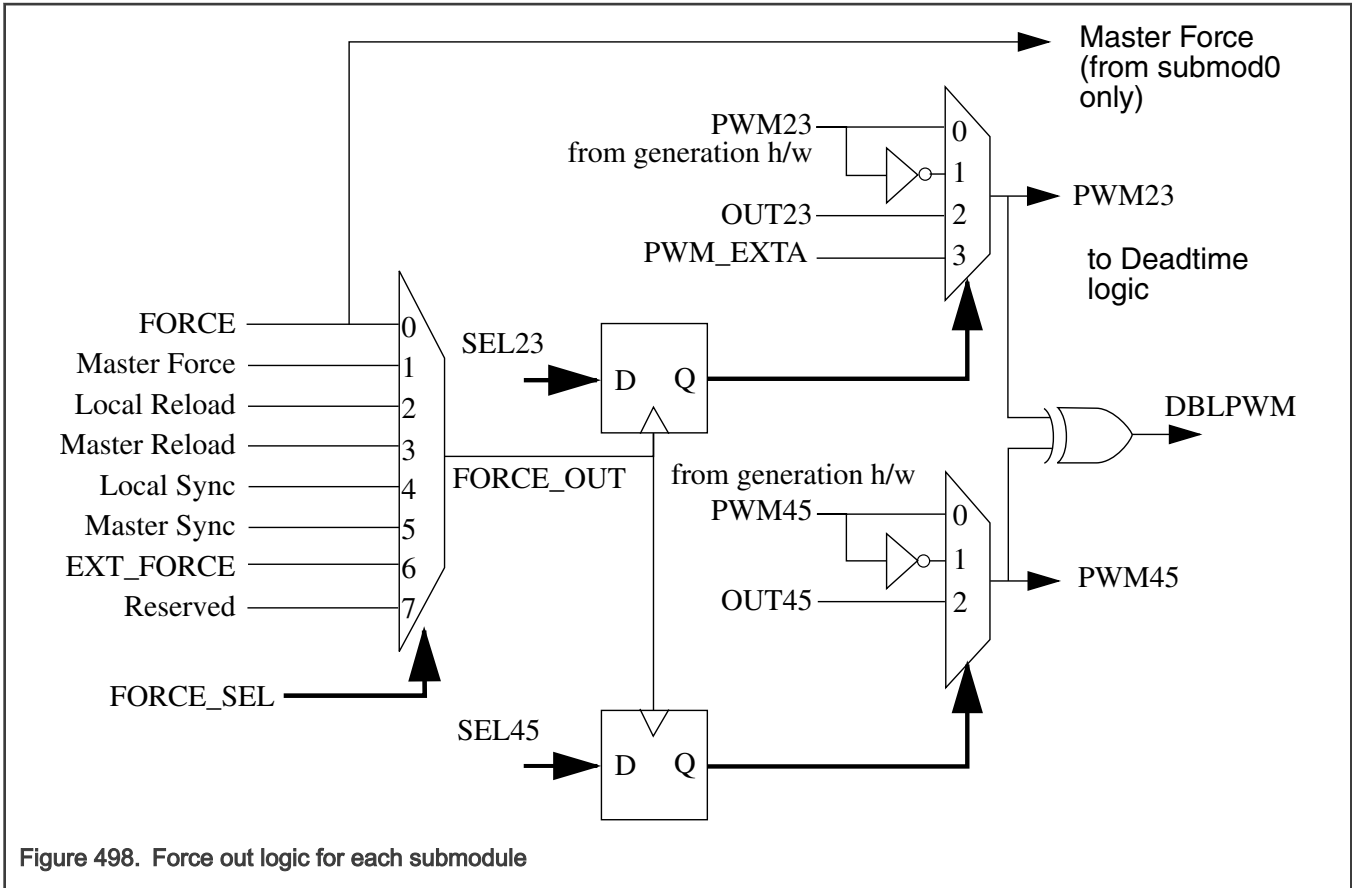 Master Force
(from submod0
only)
PWM23
from generation h/w
0
1
OUT23
2
PWM_EXTA
3
PWM23
to Deadtime
logic
FORCE
0
Master Force
1
Local Reload
2
Master Reload
3
Local Sync
4
Master Sync
5
EXT_FORCE
6
Reserved
7
FORCE_SEL
FORCE_OUT
SEL23
D Q
DBLPWM
from generation h/w
PWM45
0
1
OUT45
2
PWM45
SEL45
D Q
Figure 498. Force out logic for each submodule